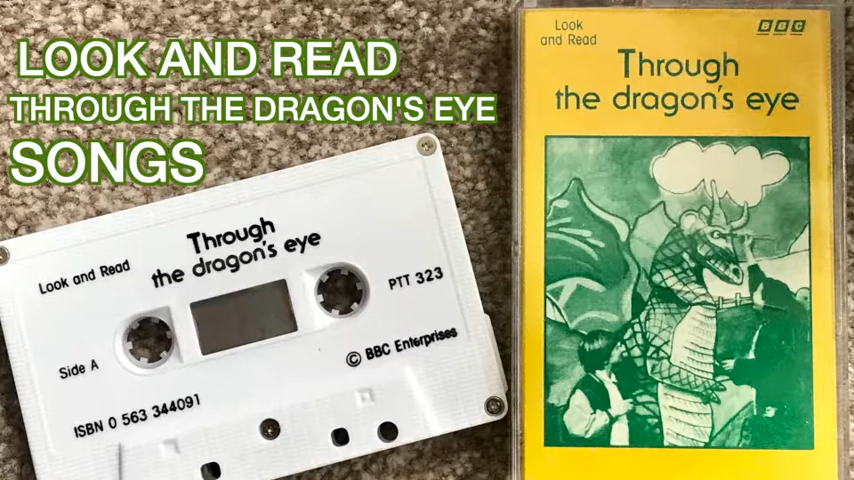 LOOK AND READ
THROUGH THE DRAGON'S EYE
SONGS
Look and Read
Through
the dragon's eye
PTT 323
Side A
© BBC Enterprises
ISBN 0 563 344091
Look
and Read
BBC
Through
the dragon's eye